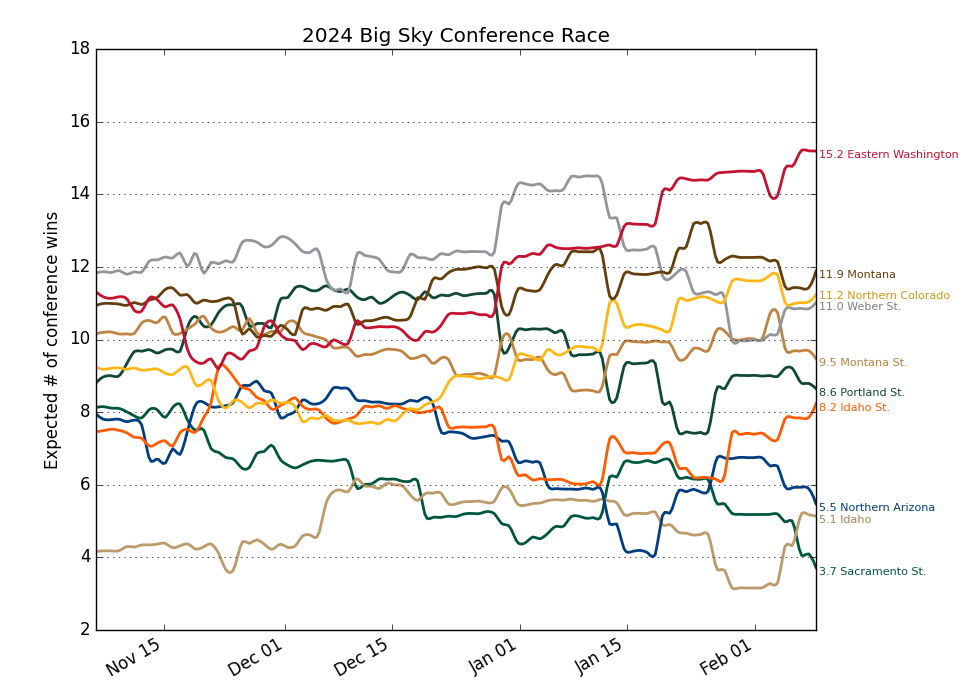 2024 Big Sky Conference Race
Expected # of conference wins
18
16
14
12
10
8
6
4
2
Nov 15
Dec 01
Dec 15
Jan 01
Jan 15
Feb 01
15.2 Eastern Washington
11.9 Montana
11.2 Northern Colorado
11.0 Weber St.
9.5 Montana St.
8.6 Portland St.
8.2 Idaho St.
5.5 Northern Arizona
5.1 Idaho
3.7 Sacramento St.